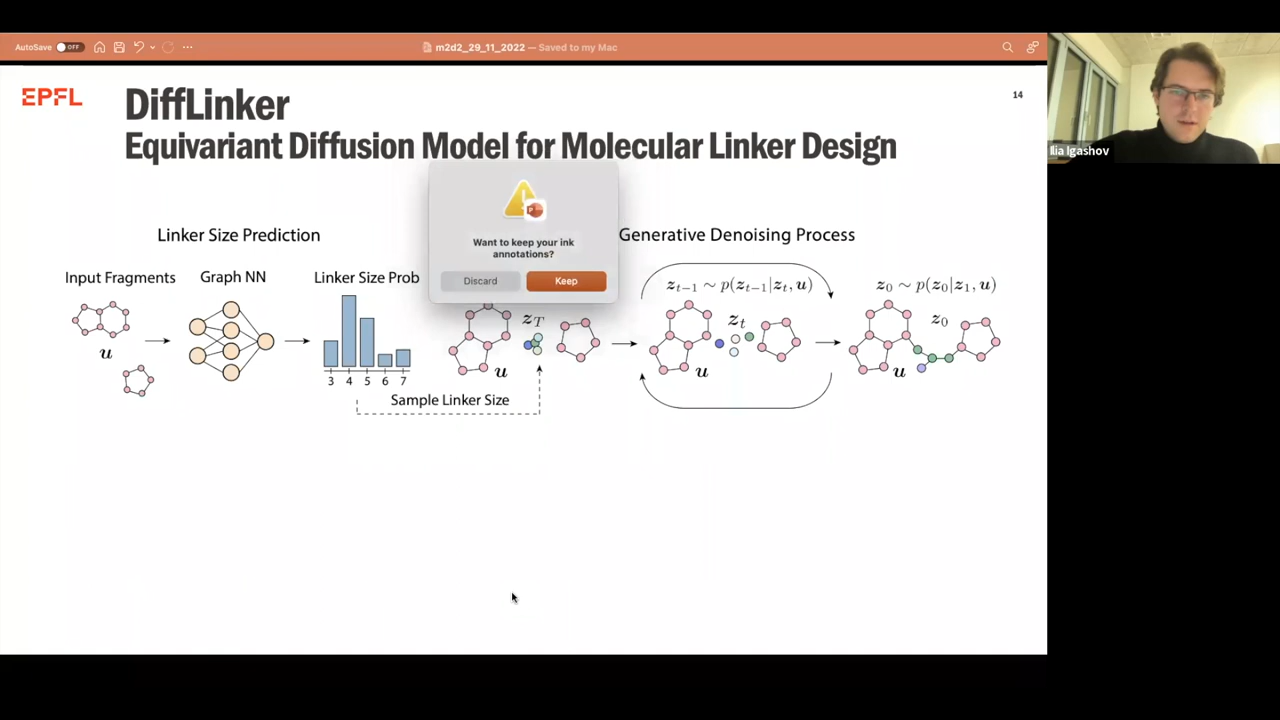 AutoSave OFF
m2d2_29_11_2022 — Saved to my Mac
EPFL
DiffLinker
14
Equivariant Diffusion Model for Molecular Linker Design
Ilia Igashov
Want to keep your ink
annotations?
Discard
Keep
Linker Size Prediction
Generative Denoising Process
Input Fragments
Graph NN
Linker Size Prob
u
3 4 5 6 7
Sample Linker Size
z_T
u
z_{t−1} ∼ p(z_{t−1}|z_t, u)
z_t
u
z_0 ∼ p(z_0|z_1, u)
z_0
u